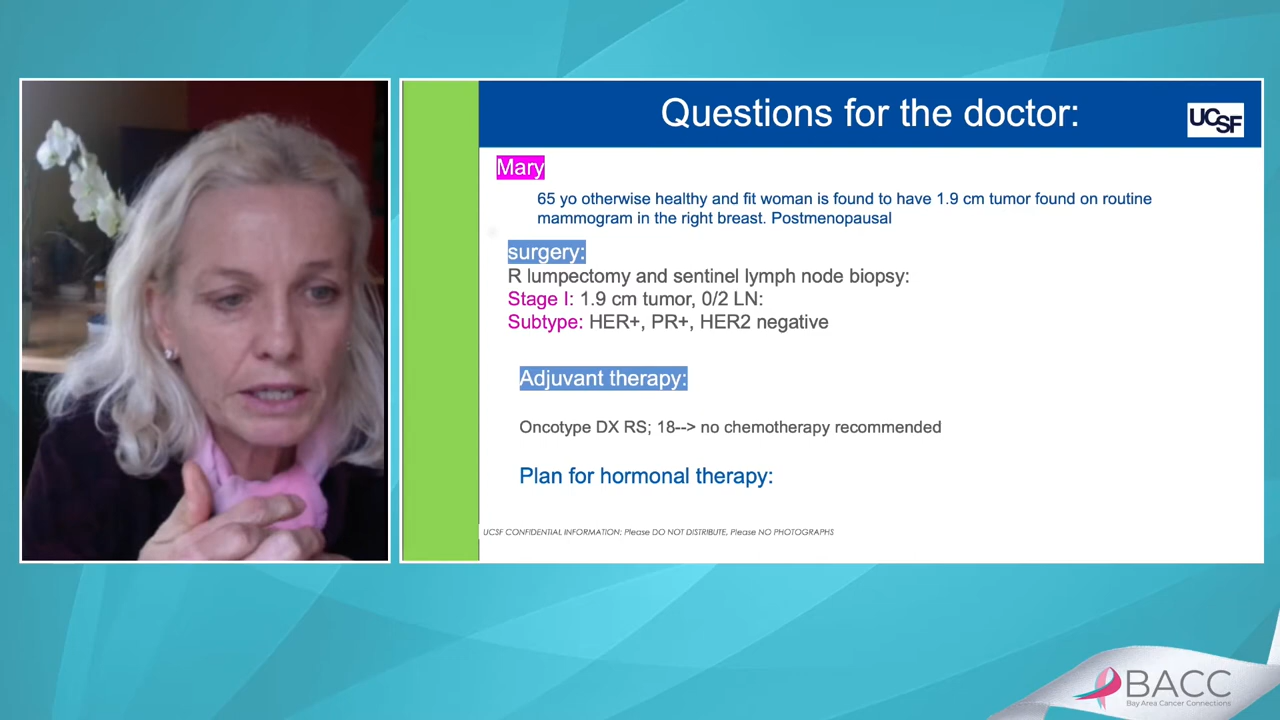 Questions for the doctor:
UCSF
Mary
65 yo otherwise healthy and fit woman is found to have 1.9 cm tumor found on routine
mammogram in the right breast. Postmenopausal
surgery:
R lumpectomy and sentinel lymph node biopsy:
Stage I: 1.9 cm tumor, 0/2 LN:
Subtype: HER+, PR+, HER2 negative
Adjuvant therapy:
Oncotype DX RS; 18--> no chemotherapy recommended
Plan for hormonal therapy:
UCSF CONFIDENTIAL INFORMATION: Please DO NOT DISTRIBUTE, Please NO PHOTOGRAPHS
BACC
Bay Area Cancer Connections